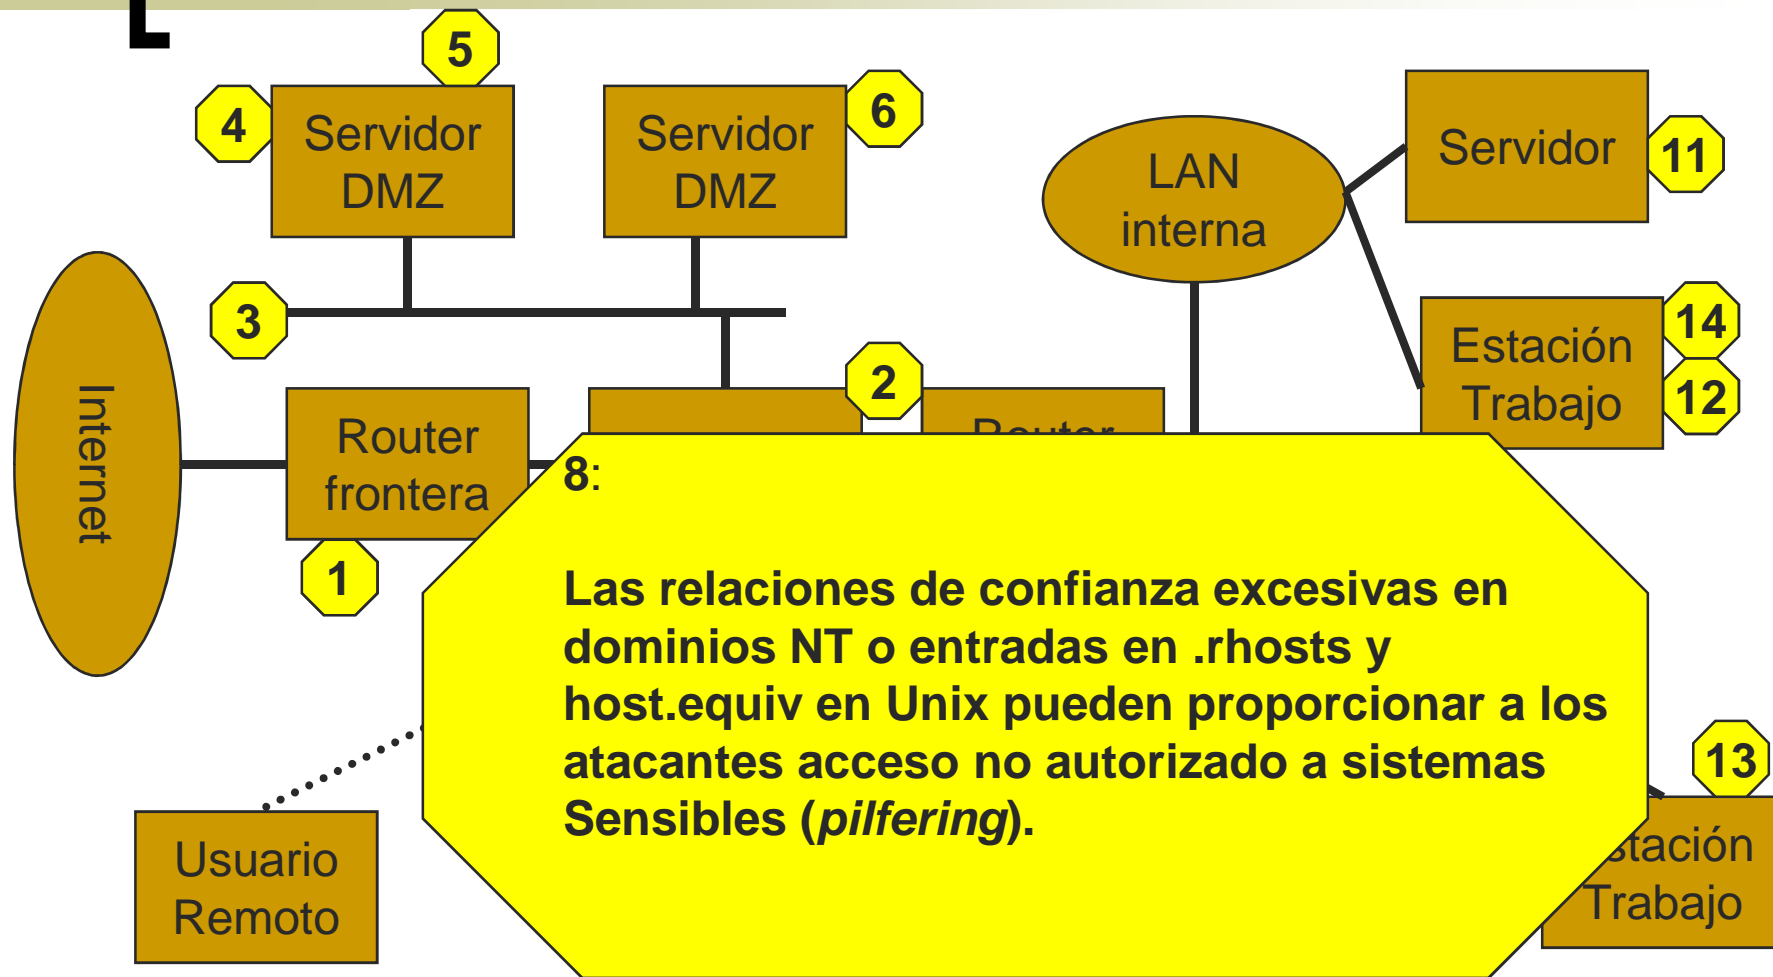 5
4
Servidor
DMZ
Servidor
DMZ
6
LAN
interna
Servidor
11
3
Estación
Trabajo
14
12
2
Internet
Router
frontera
1
Router
8:
Las relaciones de confianza excesivas en
dominios NT o entradas en .rhosts y
host.equiv en Unix pueden proporcionar a los
atacantes acceso no autorizado a sistemas
Sensibles (pilfering).
13
stación
Trabajo
Usuario
Remoto